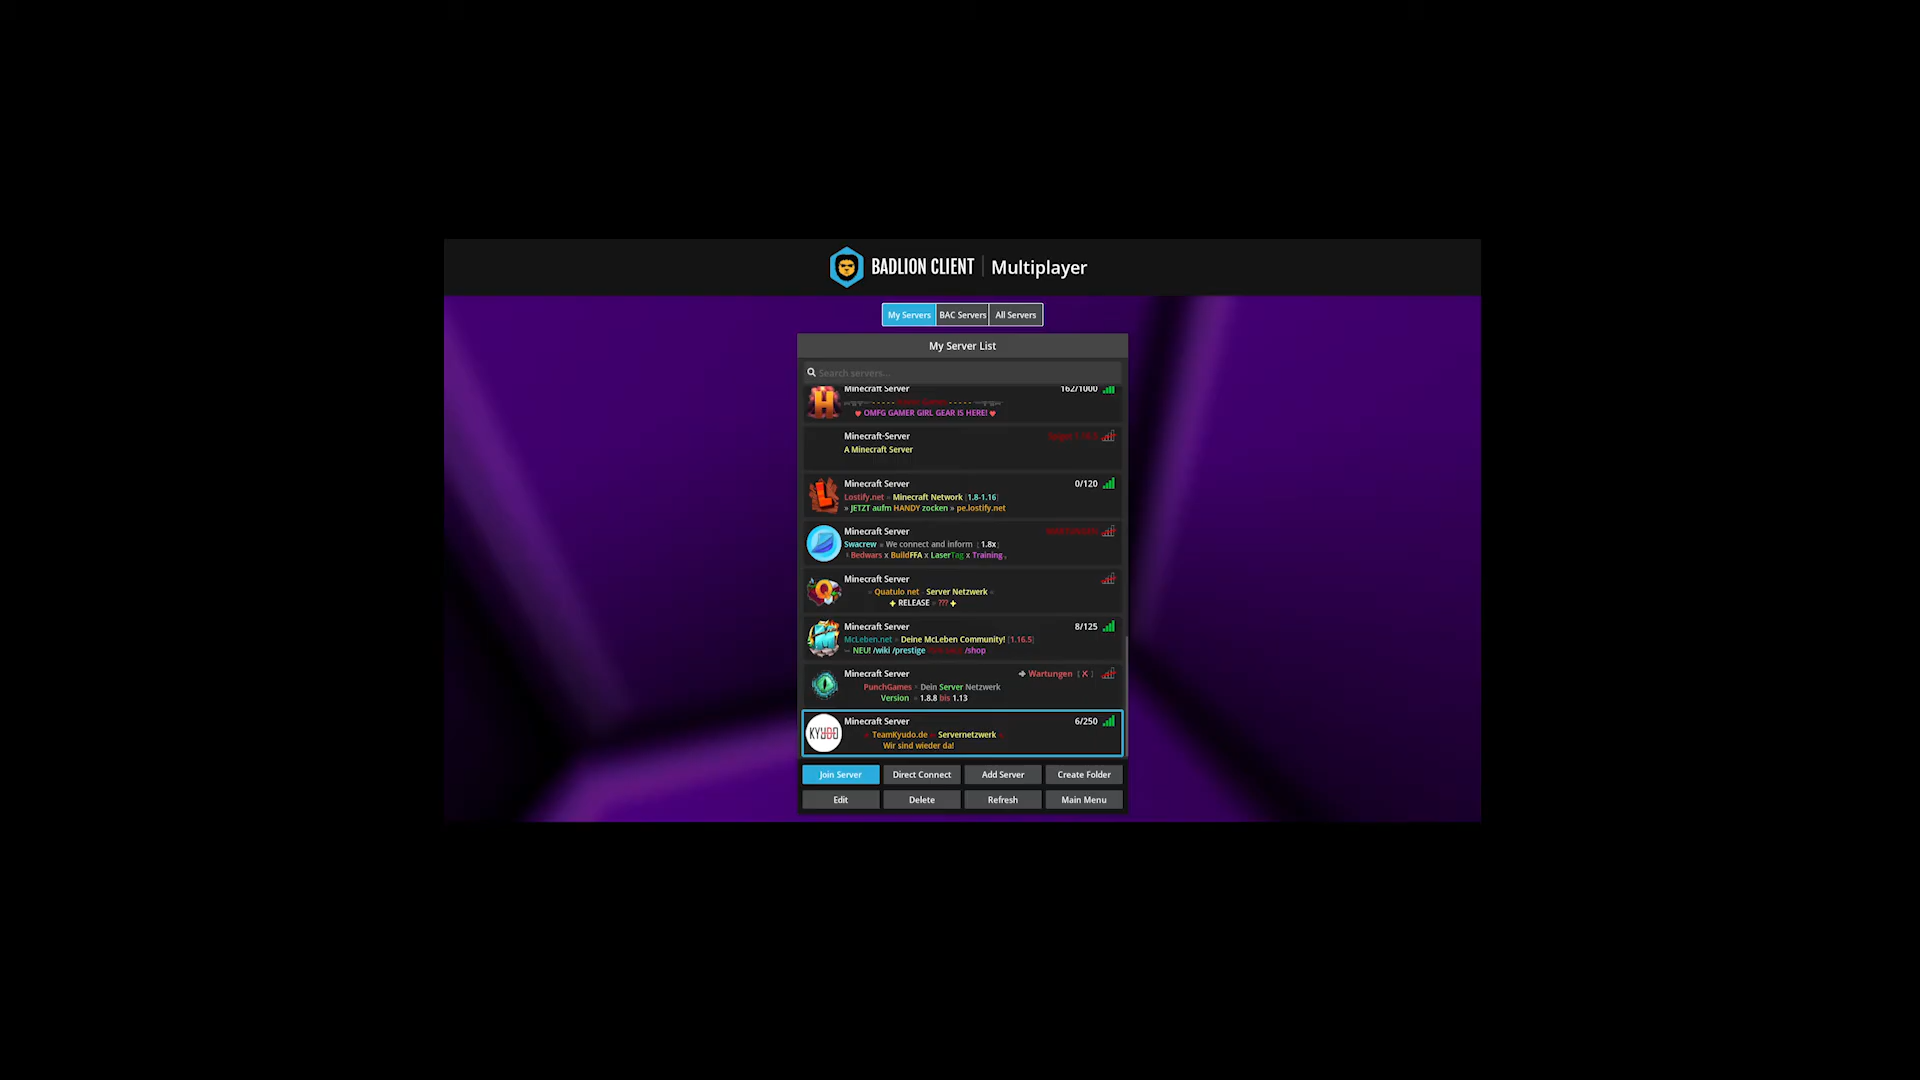 BADLION CLIENT | Multiplayer
My Servers BAC Servers All Servers
My Server List
Search servers...
H
Minecraft Server 162/1000
♥ OMFG GAMER GIRL GEAR IS HERE! ♥
Minecraft-Server
A Minecraft Server
L
Minecraft Server 0/120
Lostify.net » Minecraft Network [1.8-1.16]
» JETZT aufm HANDY zocken » pe.lostify.net
Minecraft Server
Swacrew » We connect and inform [ 1.8x]
Bedwars x BuildFFA x LaserTag x Training
Q
Minecraft Server
Quatulo net Server Netzwerk
RELEASE » ???
M
Minecraft Server 8/125
McLeben.net » Deine McLeben Community! [1.16.5]
NEU! /wiki /prestige /shop
Minecraft Server Wartungen [ X ]
PunchGames Dein Server Netzwerk
Version 1.8.8 bis 1.13
KYUDO
Minecraft Server 6/250
TeamKyudo.de Servernetzwerk
Wir sind wieder da!
Join Server Direct Connect Add Server Create Folder
Edit Delete Refresh Main Menu